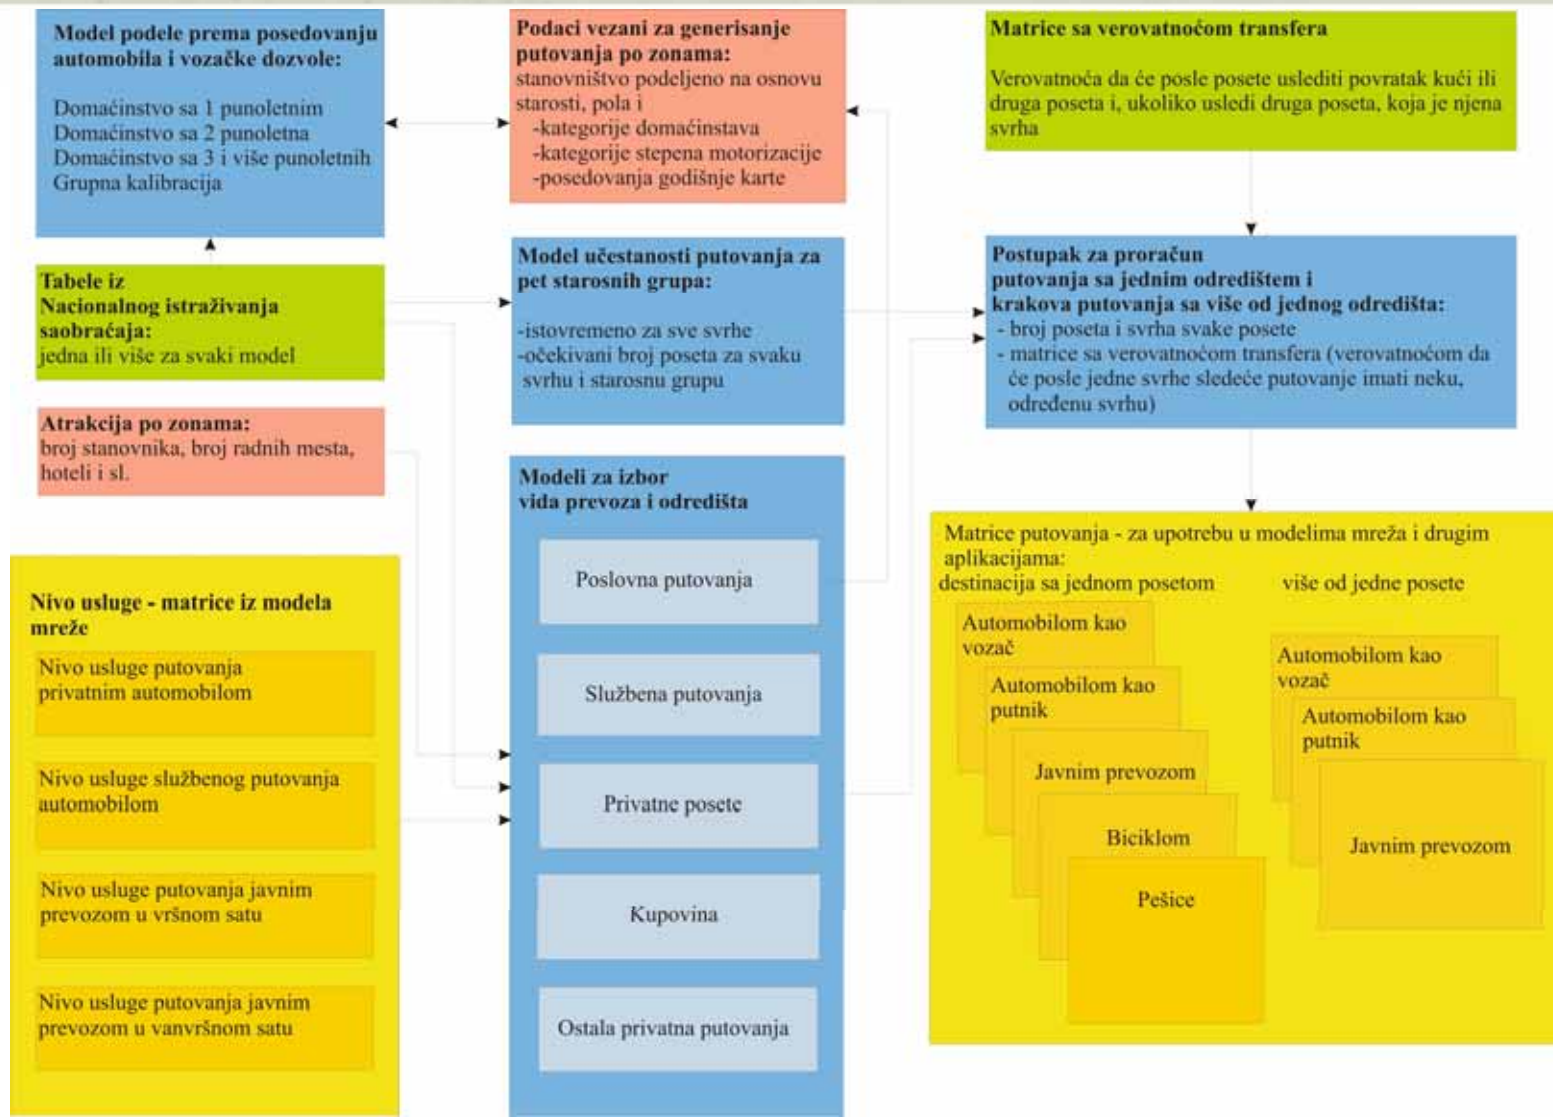 Model podele prema posedovanju
automobila i vozačke dozvole:
Domaćinstvo sa 1 punoletnim
Domaćinstvo sa 2 punoletna
Domaćinstvo sa 3 i više punoletnih
Grupna kalibracija
Podaci vezani za generisanje
putovanja po zonama:
stanovništvo podeljeno na osnovu
starosti, pola i
-kategorije domaćinstava
-kategorije stepena motorizacije
-posedovanja godišnje karte
Matrice sa verovatnoćom transfera
Verovatnoća da će posle posete uslediti povratak kući ili
druga poseta i, ukoliko usledi druga poseta, koja je njena
svrha
Tabele iz
Nacionalnog istraživanja
saobraćaja:
jedna ili više za svaki model
Model učestanosti putovanja za
pet starosnih grupa:
-istovremeno za sve svrhe
-očekivani broj poseta za svaku
svrhu i starosnu grupu
Postupak za proračun
putovanja sa jednim odredištem i
krakova putovanja sa više od jednog odredišta:
- broj poseta i svrha svake posete
- matrice sa verovatnoćom transfera (verovatnoćom da
će posle jedne svrhe sledeće putovanje imati neku,
određenu svrhu)
Atrakcija po zonama:
broj stanovnika, broj radnih mesta,
hoteli i sl.
Modeli za izbor
vida prevoza i odredišta
Poslovna putovanja
Službena putovanja
Privatne posete
Kupovina
Ostala privatna putovanja
Nivo usluge - matrice iz modela
mreže
Nivo usluge putovanja
privatnim automobilom
Nivo usluge službenog putovanja
automobilom
Nivo usluge putovanja javnim
prevozom u vršnom satu
Nivo usluge putovanja javnim
prevozom u vanvršnom satu
Matrice putovanja - za upotrebu u modelima mreža i drugim
aplikacijama:
destinacija sa jednom posetom
Automobilom kao
vozač
Automobilom kao
putnik
Javnim prevozom
Biciklom
Pešice
više od jedne posete
Automobilom kao
vozač
Automobilom kao
putnik
Javnim prevozom